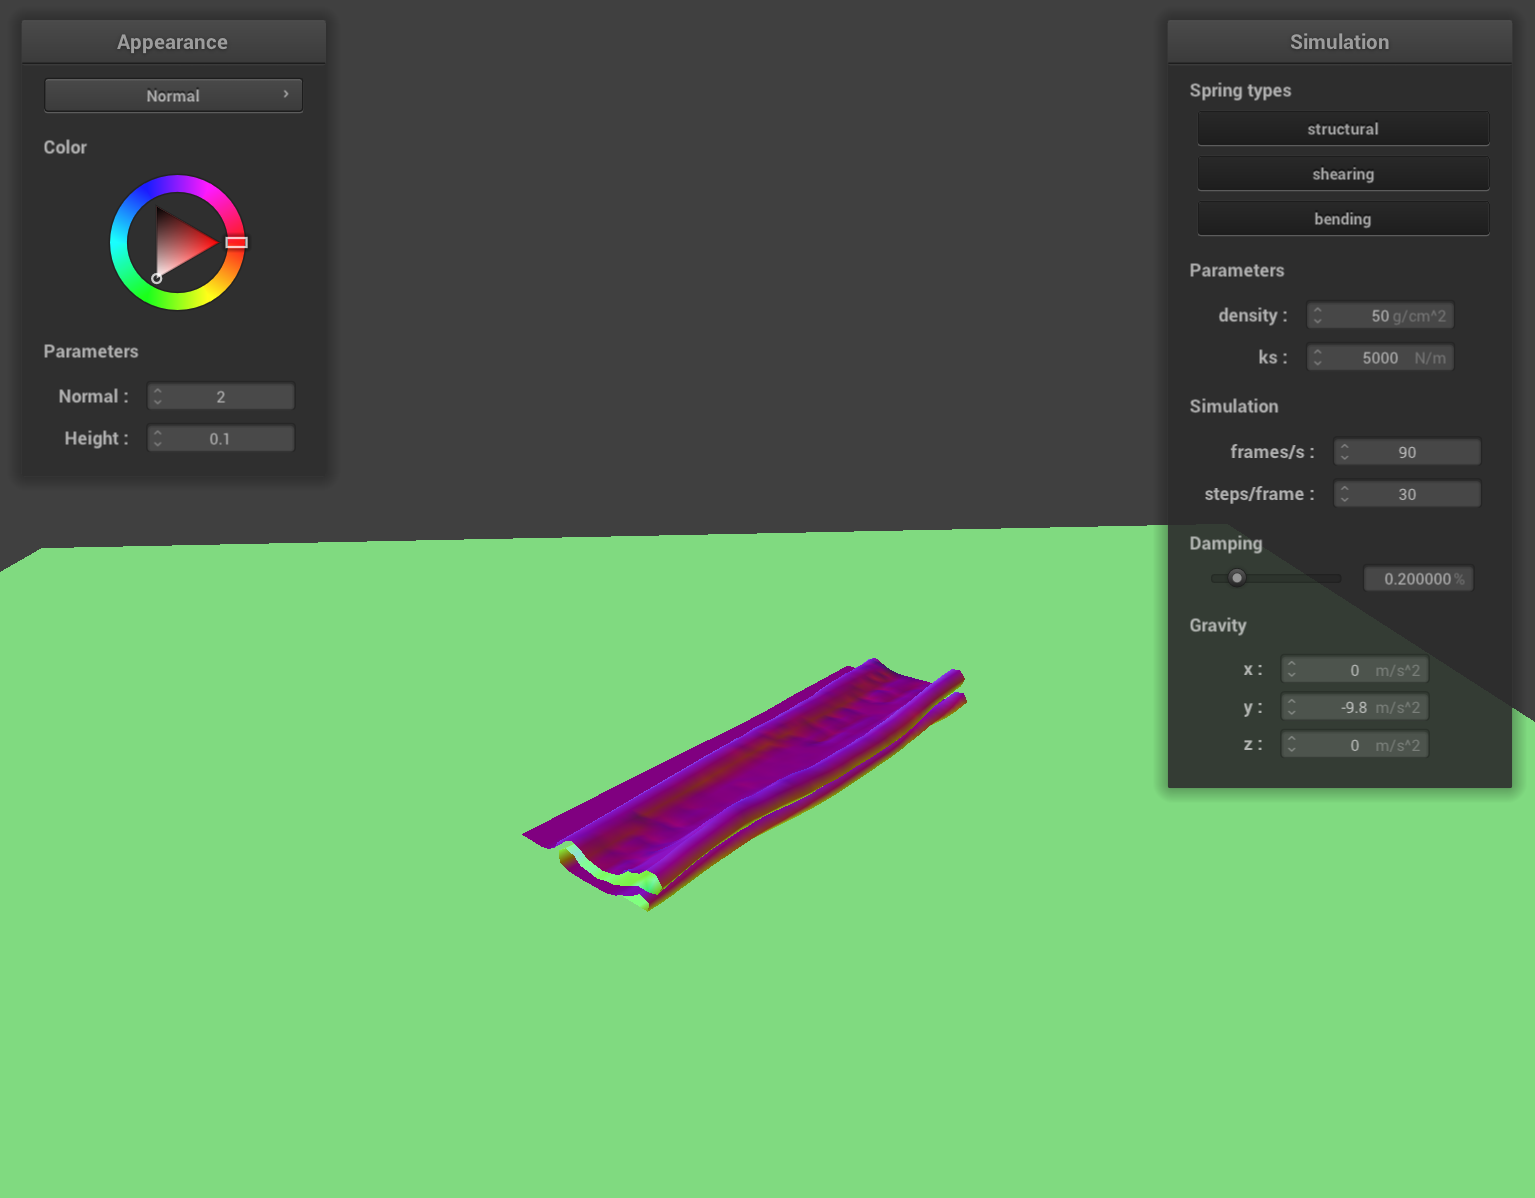 Appearance
Normal
Color
Parameters
Normal : 2
Height : 0.1
Simulation
Spring types
structural
shearing
bending
Parameters
density : 50 g/cm^2
ks : 5000 N/m
Simulation
frames/s : 90
steps/frame : 30
Damping
0.200000 %
Gravity
x : 0 m/s^2
y : -9.8 m/s^2
z : 0 m/s^2